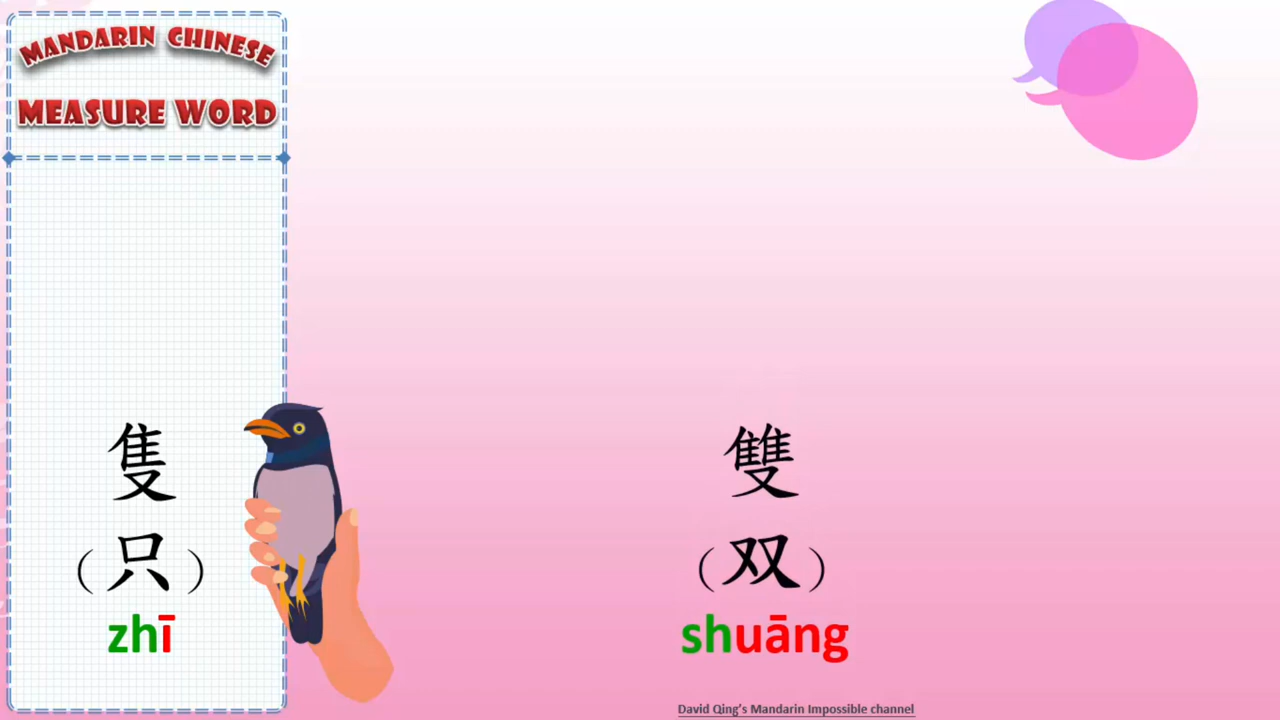 MANDARIN CHINESE
MEASURE WORD
隻
(只)
zhī
雙
(双)
shuāng
David Qing's Mandarin Impossible channel